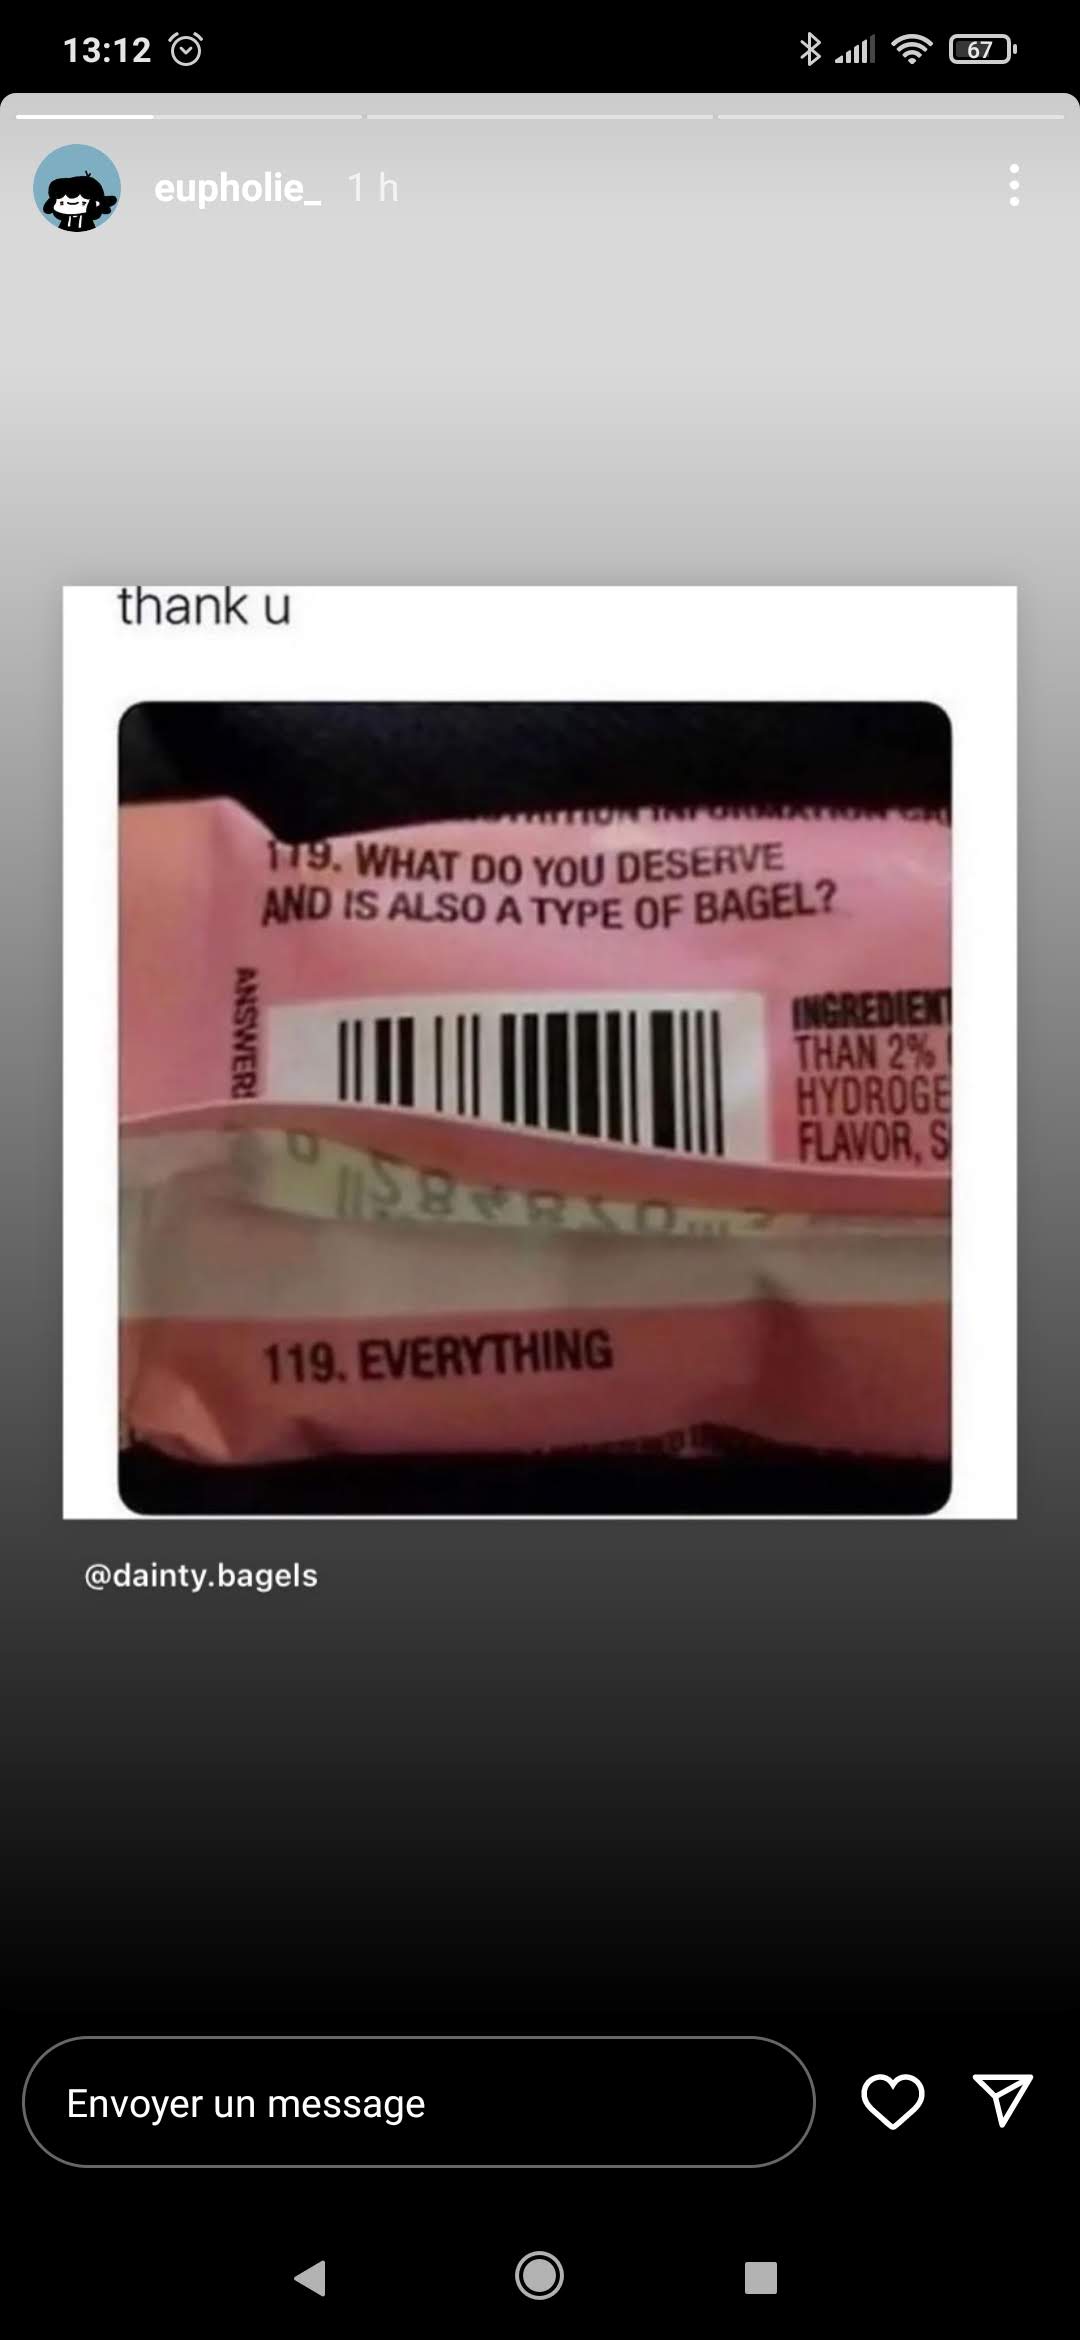 13:12
67
eupholie_ 1 h
thank u
119. WHAT DO YOU DESERVE
AND IS ALSO A TYPE OF BAGEL?
ANSWER:
INGREDIENT
THAN 2%
HYDROGE
FLAVOR, S
119. EVERYTHING
@dainty.bagels
Envoyer un message